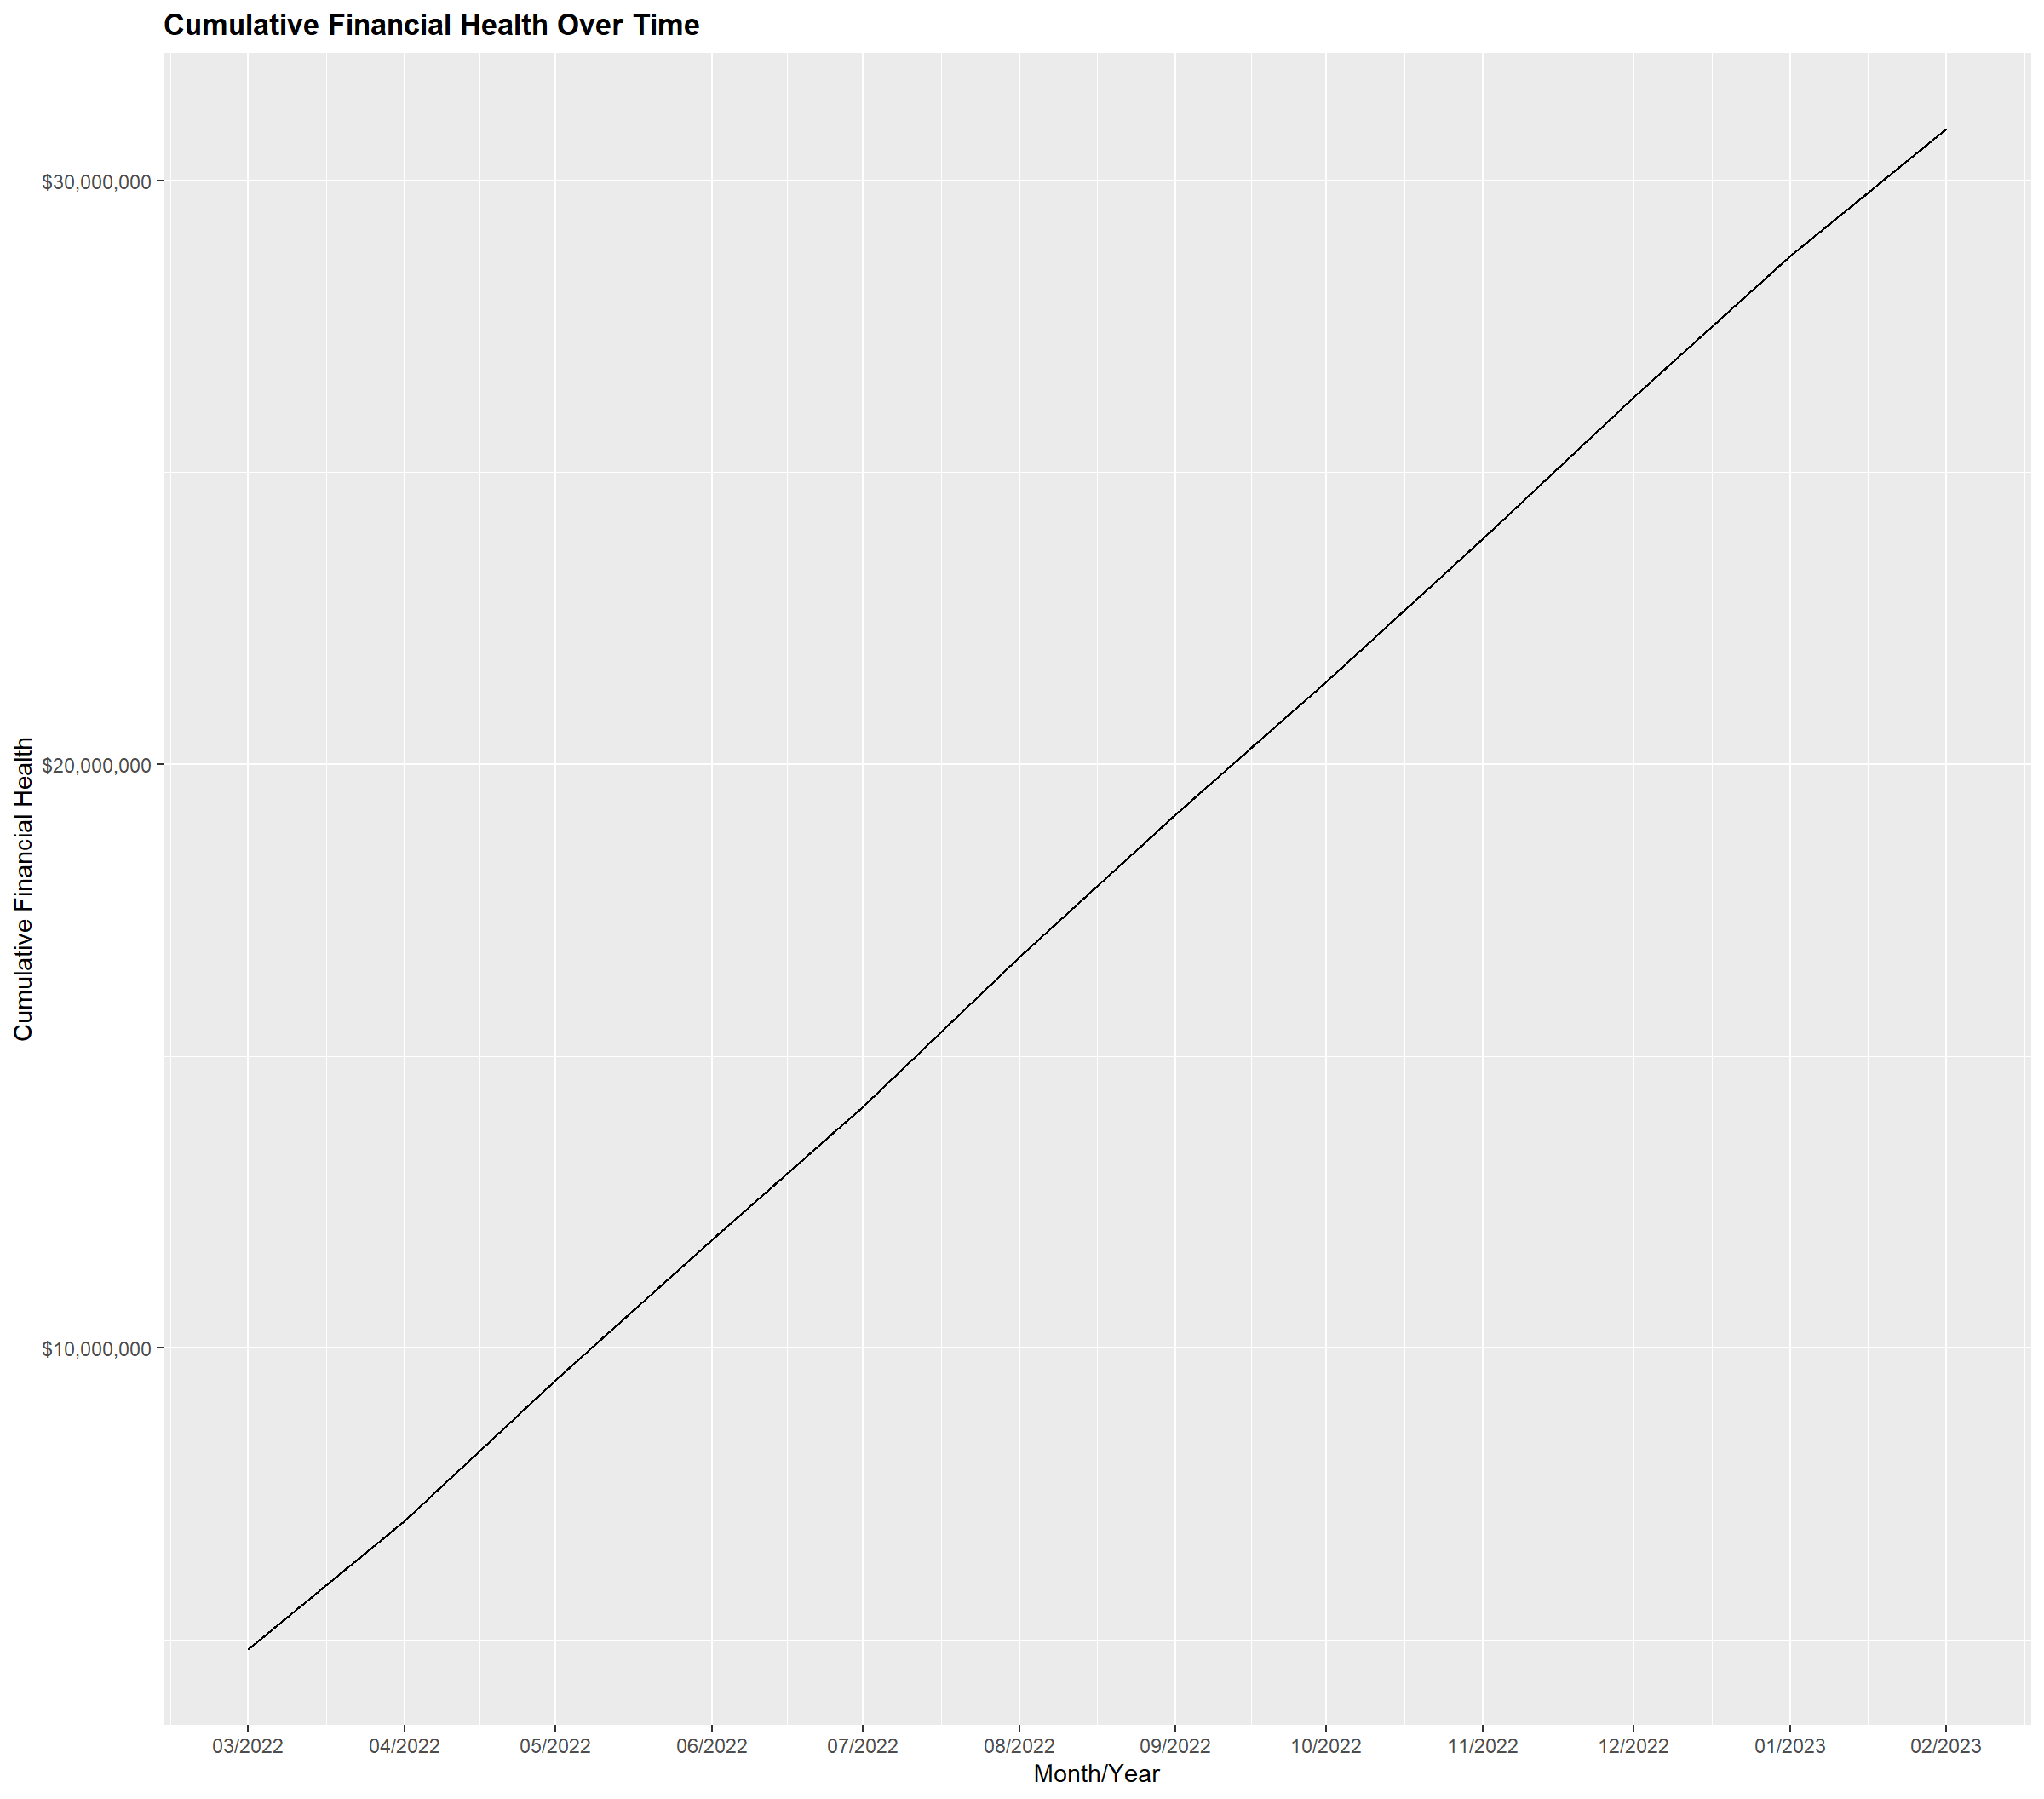 Cumulative Financial Health Over Time
Cumulative Financial Health
$30,000,000
$20,000,000
$10,000,000
03/2022 04/2022 05/2022 06/2022 07/2022 08/2022 09/2022 10/2022 11/2022 12/2022 01/2023 02/2023
Month/Year